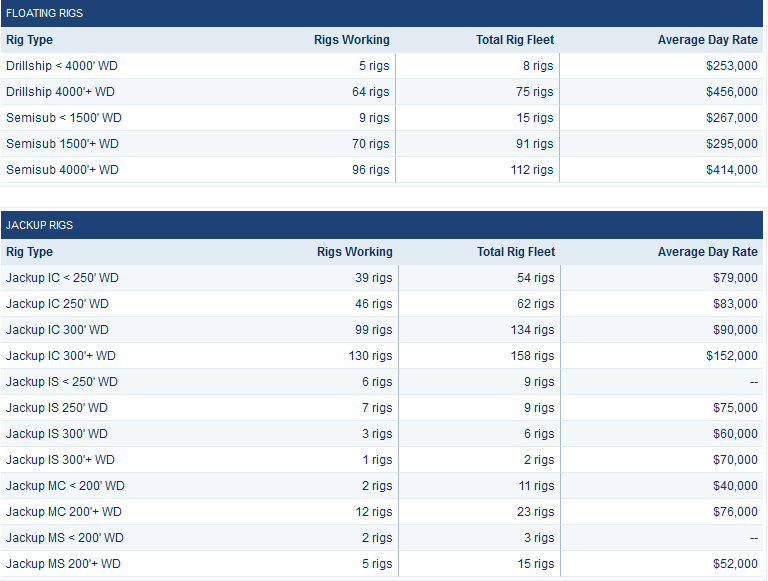 FLOATING RIGS
Rig Type Rigs Working Total Rig Fleet Average Day Rate
Drillship < 4000' WD 5 rigs 8 rigs $253,000
Drillship 4000'+ WD 64 rigs 75 rigs $456,000
Semisub < 1500' WD 9 rigs 15 rigs $267,000
Semisub 1500'+ WD 70 rigs 91 rigs $295,000
Semisub 4000'+ WD 96 rigs 112 rigs $414,000
JACKUP RIGS
Rig Type Rigs Working Total Rig Fleet Average Day Rate
Jackup IC < 250' WD 39 rigs 54 rigs $79,000
Jackup IC 250' WD 46 rigs 62 rigs $83,000
Jackup IC 300' WD 99 rigs 134 rigs $90,000
Jackup IC 300'+ WD 130 rigs 158 rigs $152,000
Jackup IS < 250' WD 6 rigs 9 rigs --
Jackup IS 250' WD 7 rigs 9 rigs $75,000
Jackup IS 300' WD 3 rigs 6 rigs $60,000
Jackup IS 300'+ WD 1 rigs 2 rigs $70,000
Jackup MC < 200' WD 2 rigs 11 rigs $40,000
Jackup MC 200'+ WD 12 rigs 23 rigs $76,000
Jackup MS < 200' WD 2 rigs 3 rigs --
Jackup MS 200'+ WD 5 rigs 15 rigs $52,000